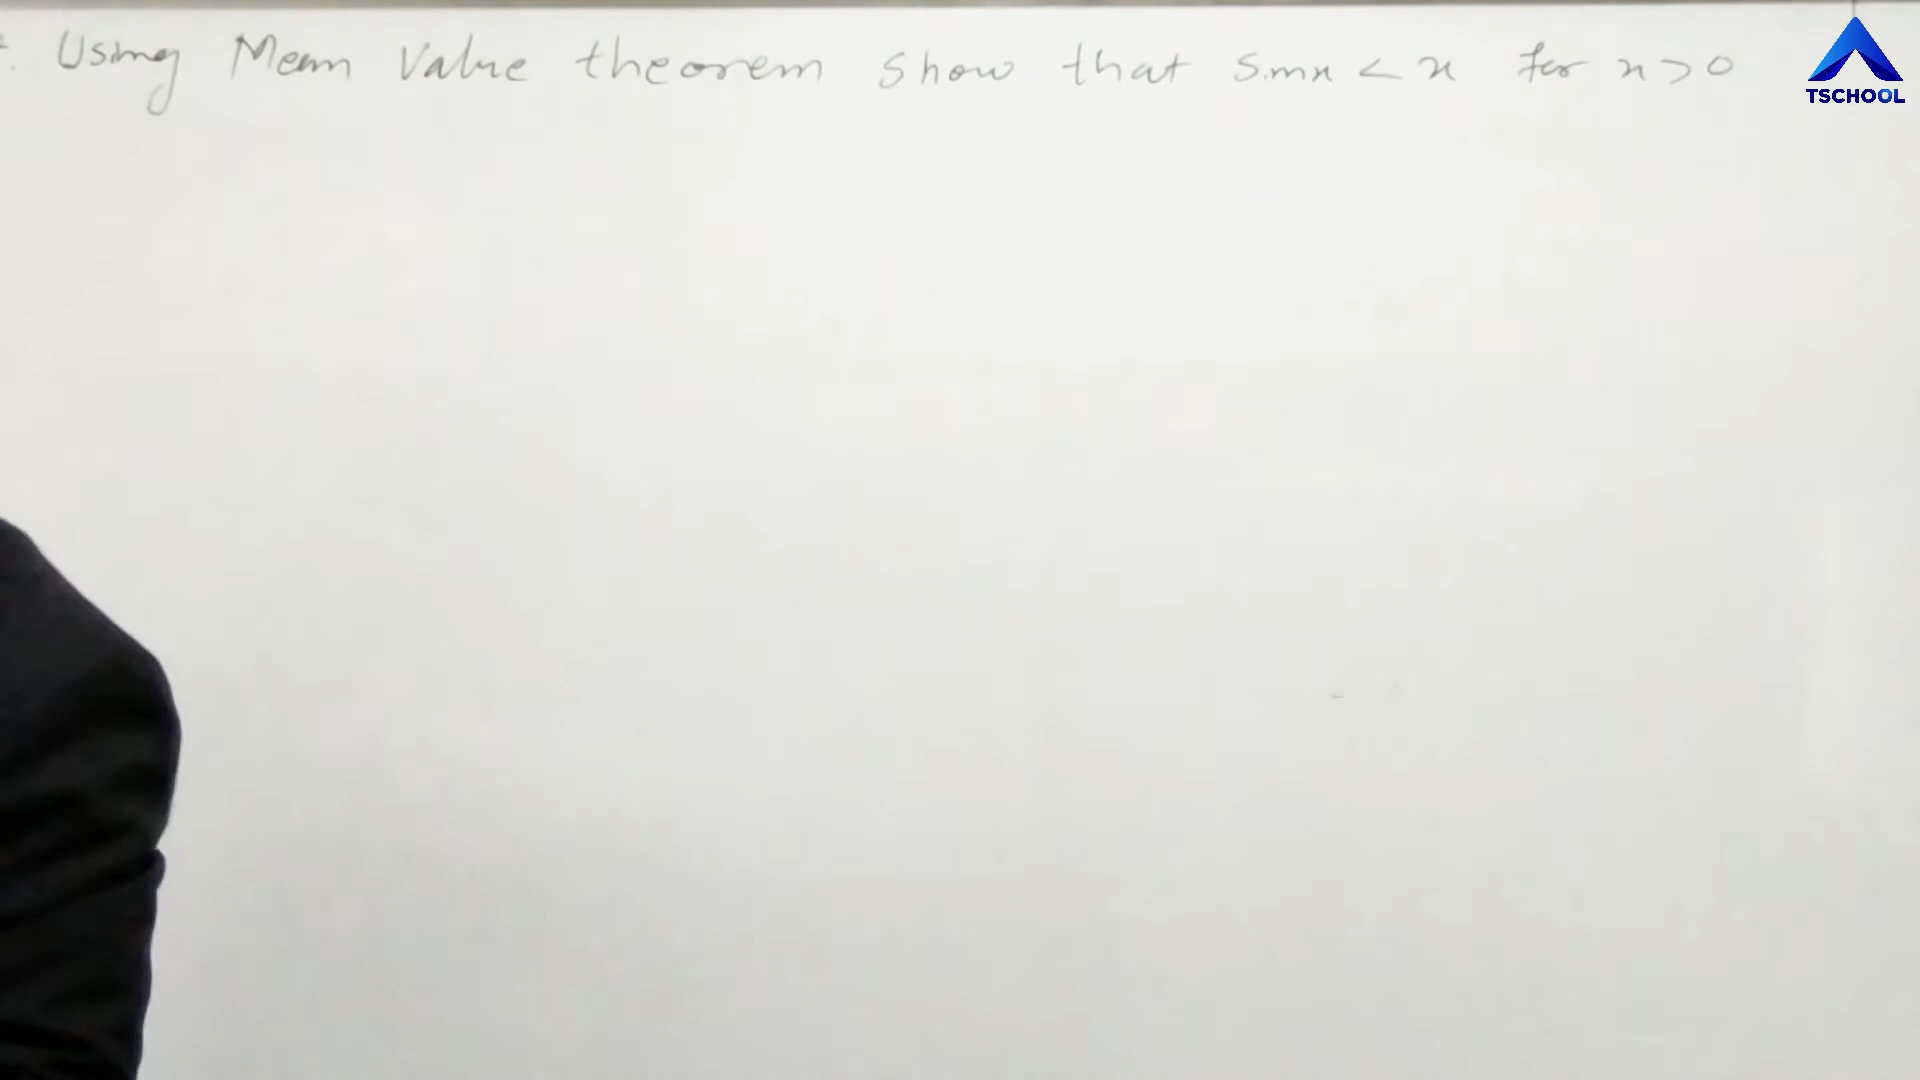 Using Mean Value theorem show that sinx < x for x > 0
TSCHOOL